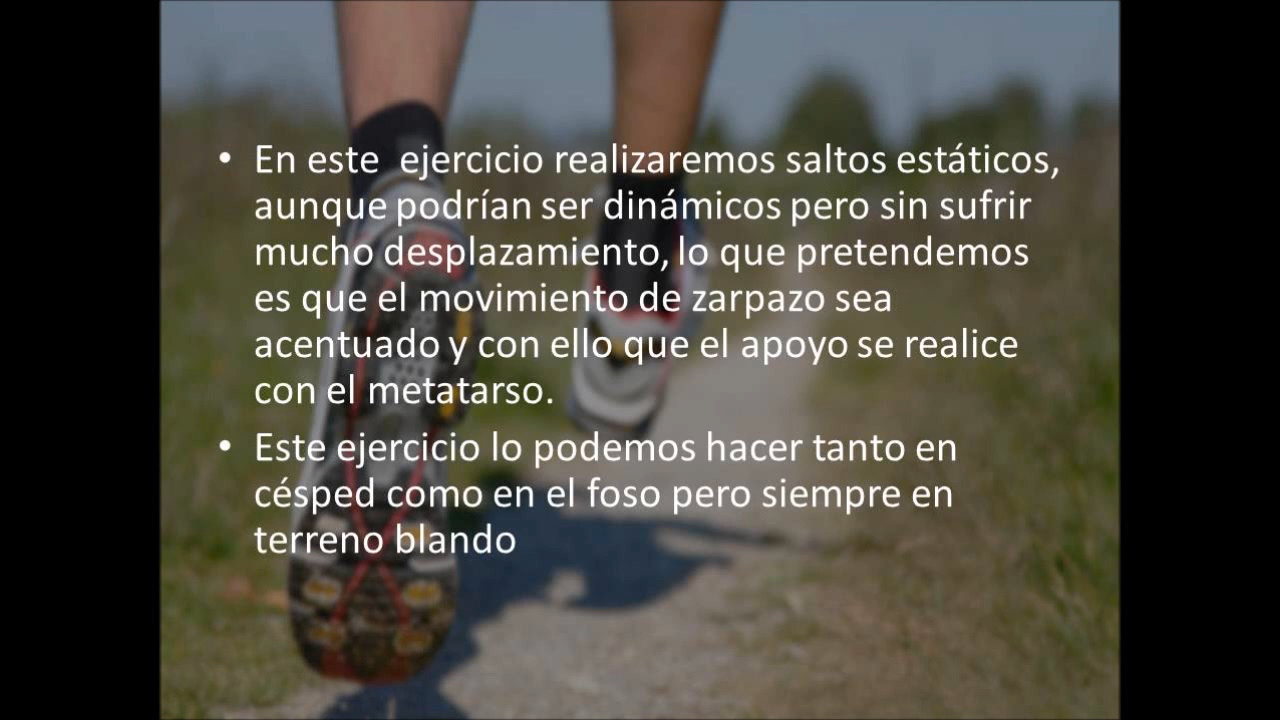 • En este  ejercicio realizaremos saltos estáticos,
aunque podrían ser dinámicos pero sin sufrir
mucho desplazamiento, lo que pretendemos
es que el movimiento de zarpazo sea
acentuado y con ello que el apoyo se realice
con el metatarso.
• Este ejercicio lo podemos hacer tanto en
césped como en el foso pero siempre en
terreno blando